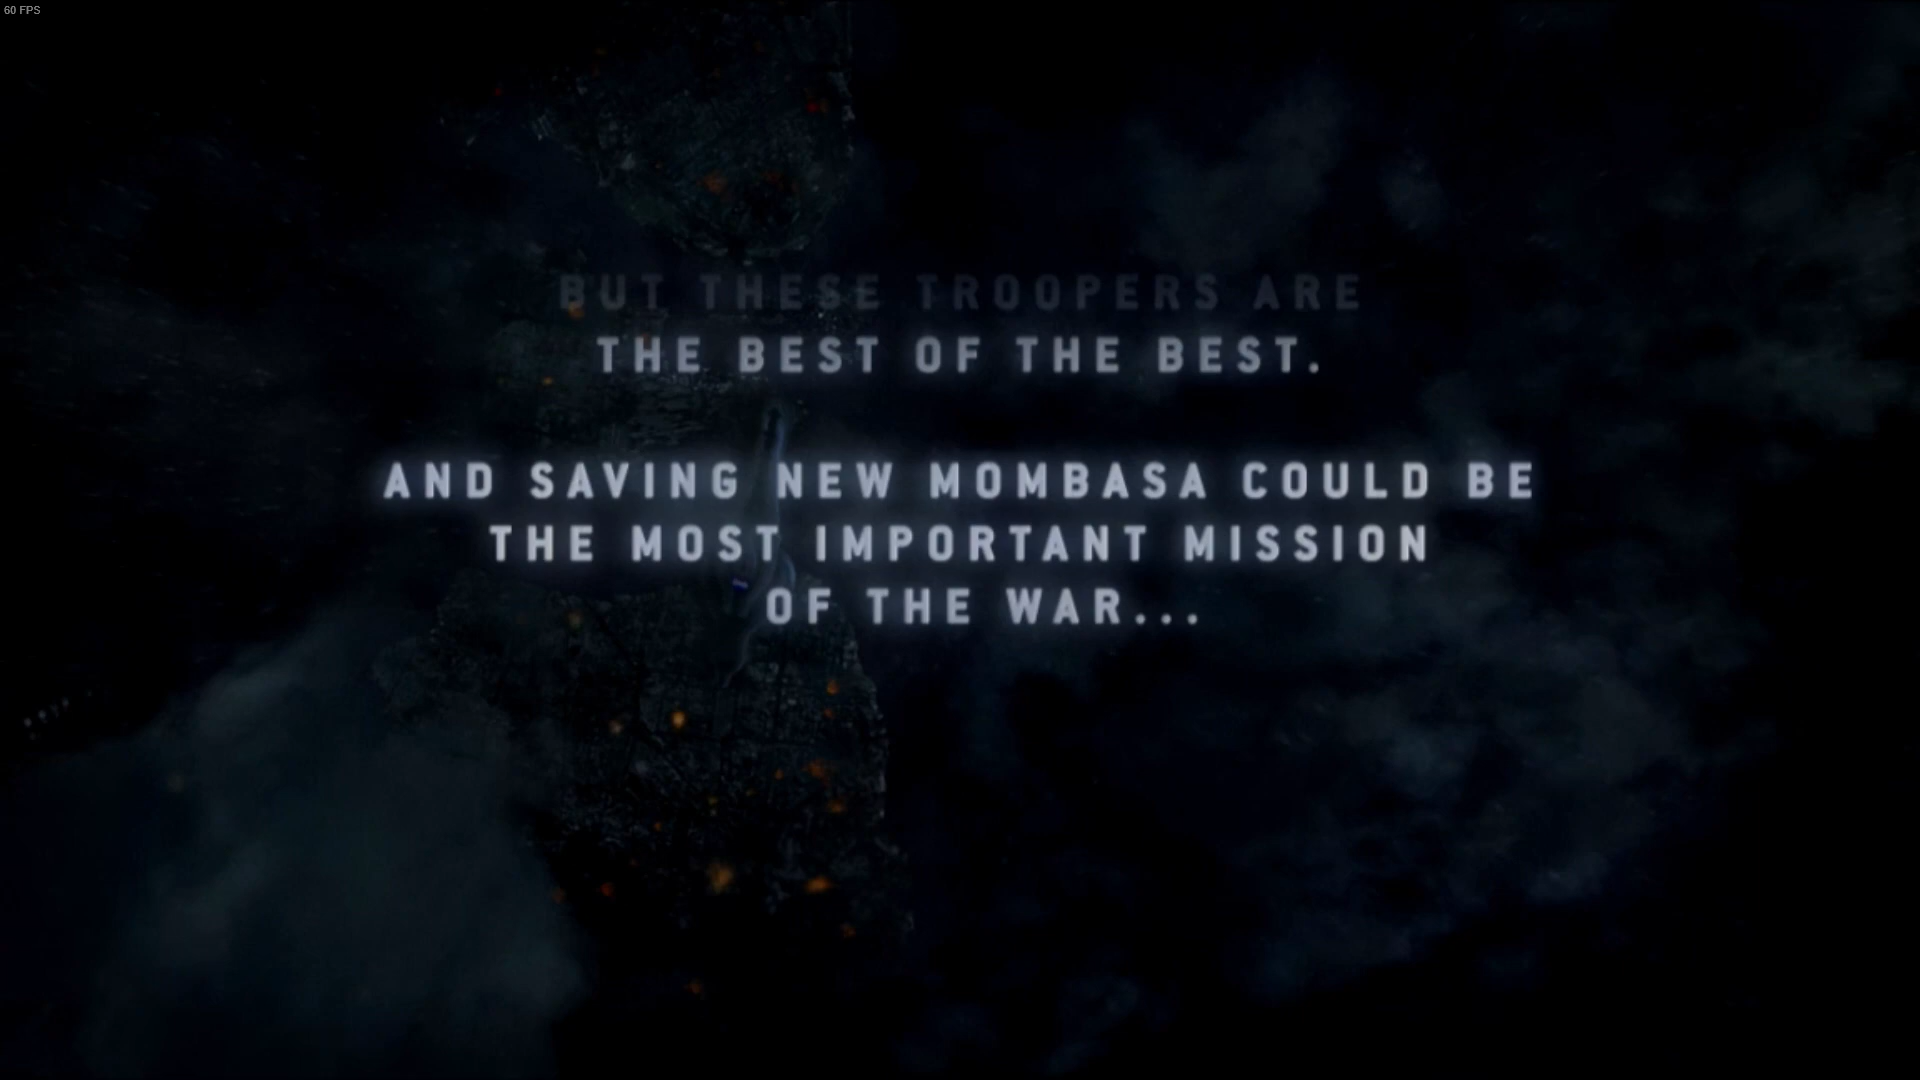 60 FPS
BUT THESE TROOPERS ARE
THE BEST OF THE BEST.
AND SAVING NEW MOMBASA COULD BE
THE MOST IMPORTANT MISSION
OF THE WAR...